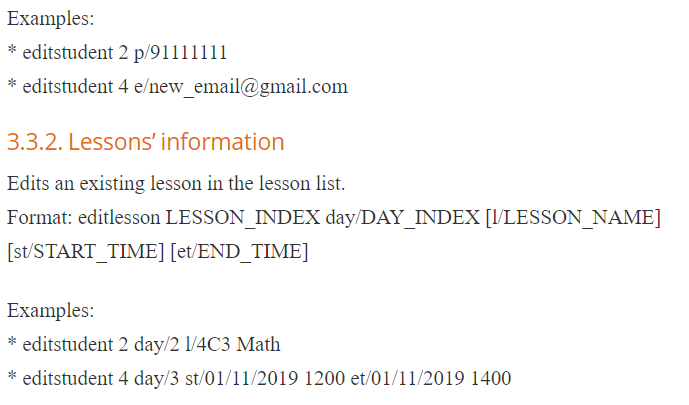 Examples:
* editstudent 2 p/91111111
* editstudent 4 e/new_email@gmail.com
3.3.2. Lessons’ information
Edits an existing lesson in the lesson list.
Format: editlesson LESSON_INDEX day/DAY_INDEX [l/LESSON_NAME]
[st/START_TIME] [et/END_TIME]
Examples:
* editstudent 2 day/2 l/4C3 Math
* editstudent 4 day/3 st/01/11/2019 1200 et/01/11/2019 1400